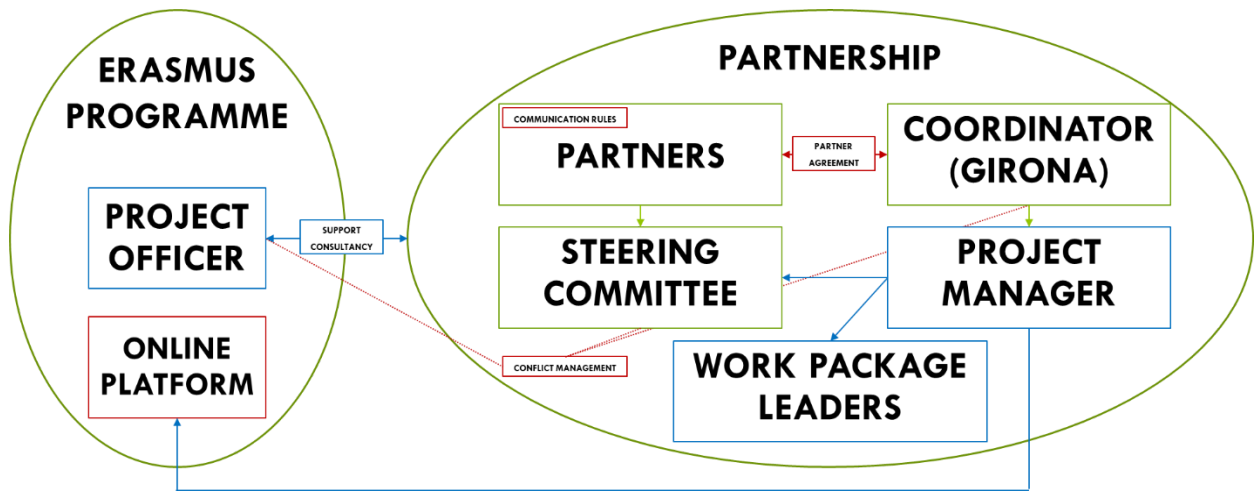 ERASMUS
PROGRAMME
PROJECT
OFFICER
ONLINE
PLATFORM
SUPPORT
CONSULTANCY
PARTNERSHIP
COMMUNICATION RULES
PARTNERS
PARTNER
AGREEMENT
COORDINATOR
(GIRONA)
STEERING
COMMITTEE
PROJECT
MANAGER
CONFLICT MANAGEMENT
WORK PACKAGE
LEADERS